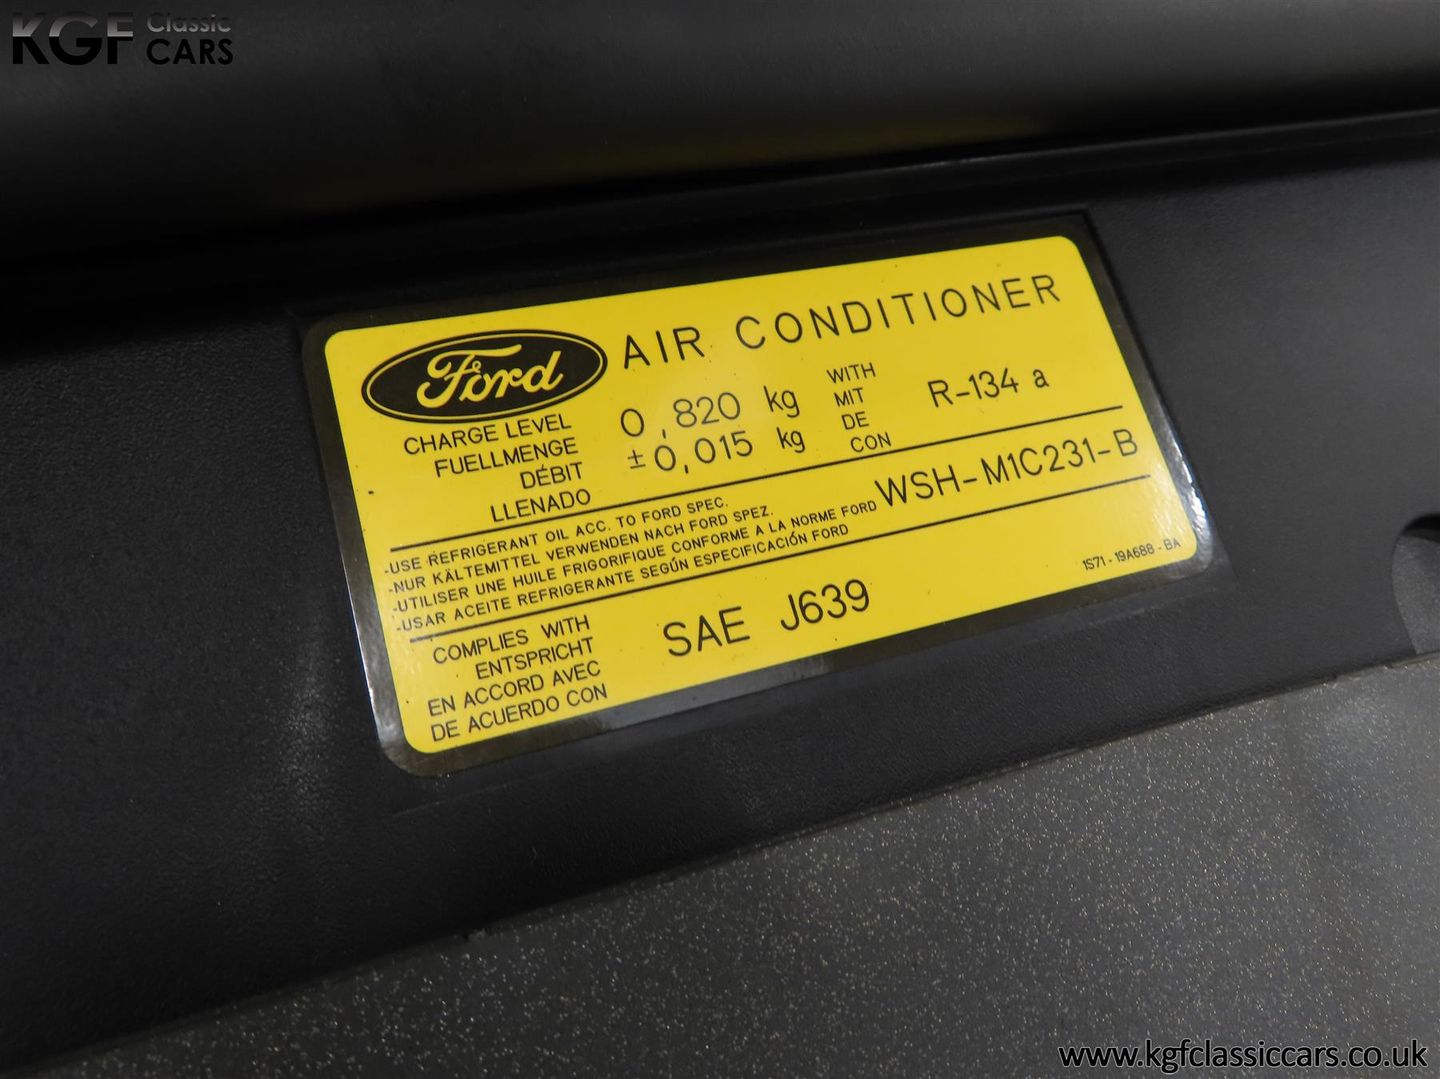 KGF Classic CARS
Ford AIR CONDITIONER
CHARGE LEVEL
FUELLMENGE
DÉBIT
LLENADO
0,820 kg
±0,015 kg
WITH
MIT
DE
CON
R-134 a
-USE REFRIGERANT OIL ACC. TO FORD SPEC.
-NUR KÄLTEMITTEL VERWENDEN NACH FORD SPEZ.
-UTILISER UNE HUILE FRIGORIFIQUE CONFORME A LA NORME FORD
-USAR ACEITE REFRIGERANTE SEGÚN ESPECIFICACIÓN FORD
WSH-M1C231-B
COMPLIES WITH
ENTSPRICHT
EN ACCORD AVEC
DE ACUERDO CON
SAE J639
1S71-19A688-BA
www.kgfclassiccars.co.uk